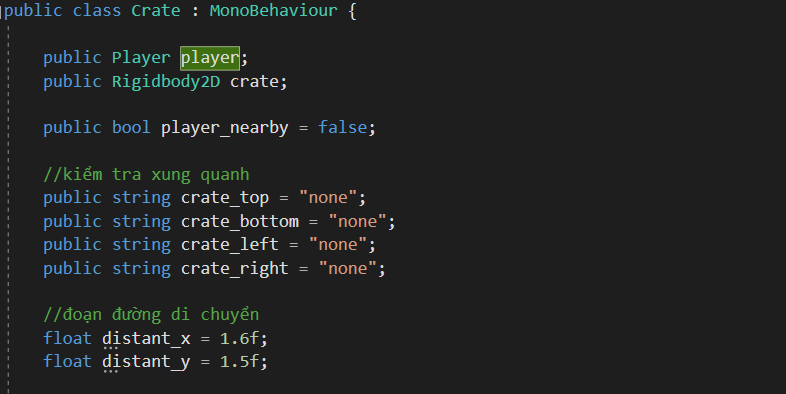 public class Crate : MonoBehaviour {
public Player player;
public Rigidbody2D crate;
public bool player_nearby = false;
//kiểm tra xung quanh
public string crate_top = "none";
public string crate_bottom = "none";
public string crate_left = "none";
public string crate_right = "none";
//đoạn đường di chuyển
float distant_x = 1.6f;
float distant_y = 1.5f;